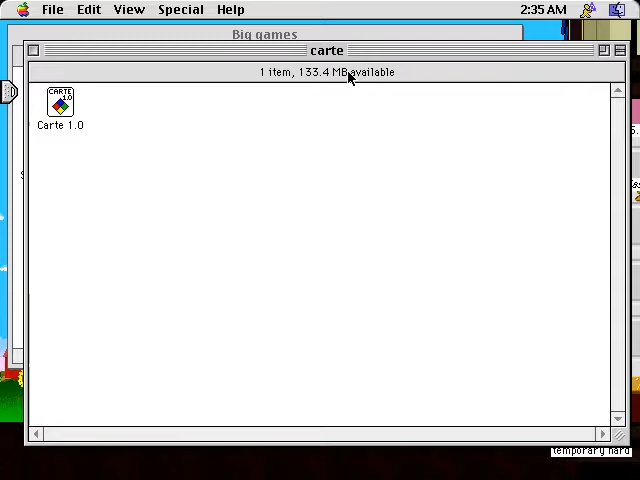 File Edit View Special Help 2:35 AM
Big games
carte
1 item, 133.4 MB available
CARTE
1.0
Carte 1.0
temporary hard